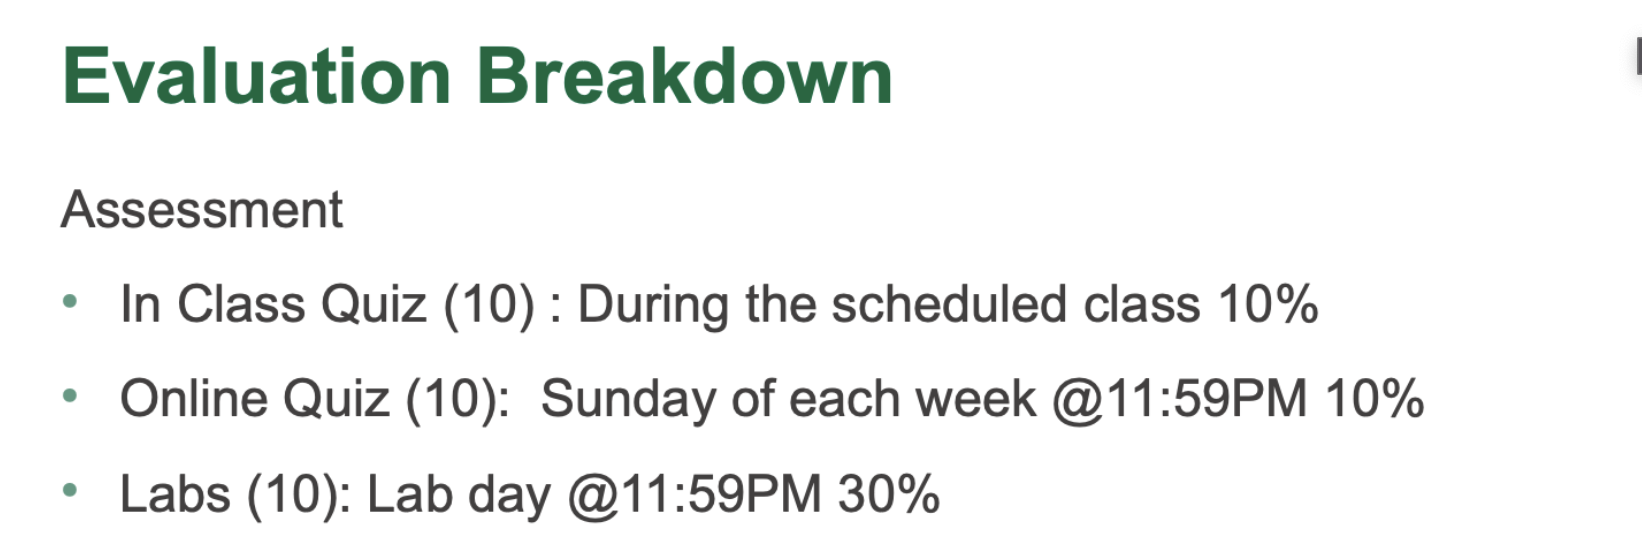 Evaluation Breakdown
Assessment
• In Class Quiz (10) : During the scheduled class 10%
• Online Quiz (10):  Sunday of each week @11:59PM 10%
• Labs (10): Lab day @11:59PM 30%